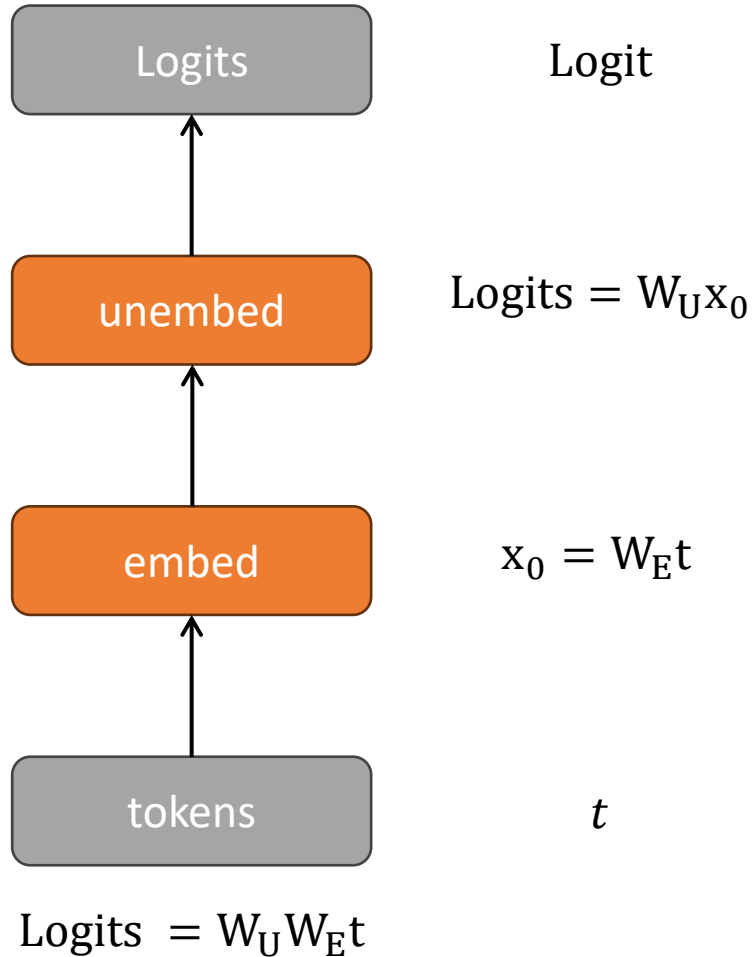 Logits Logit
unembed Logits = W_U x_0
embed x_0 = W_E t
tokens t
Logits = W_U W_E t